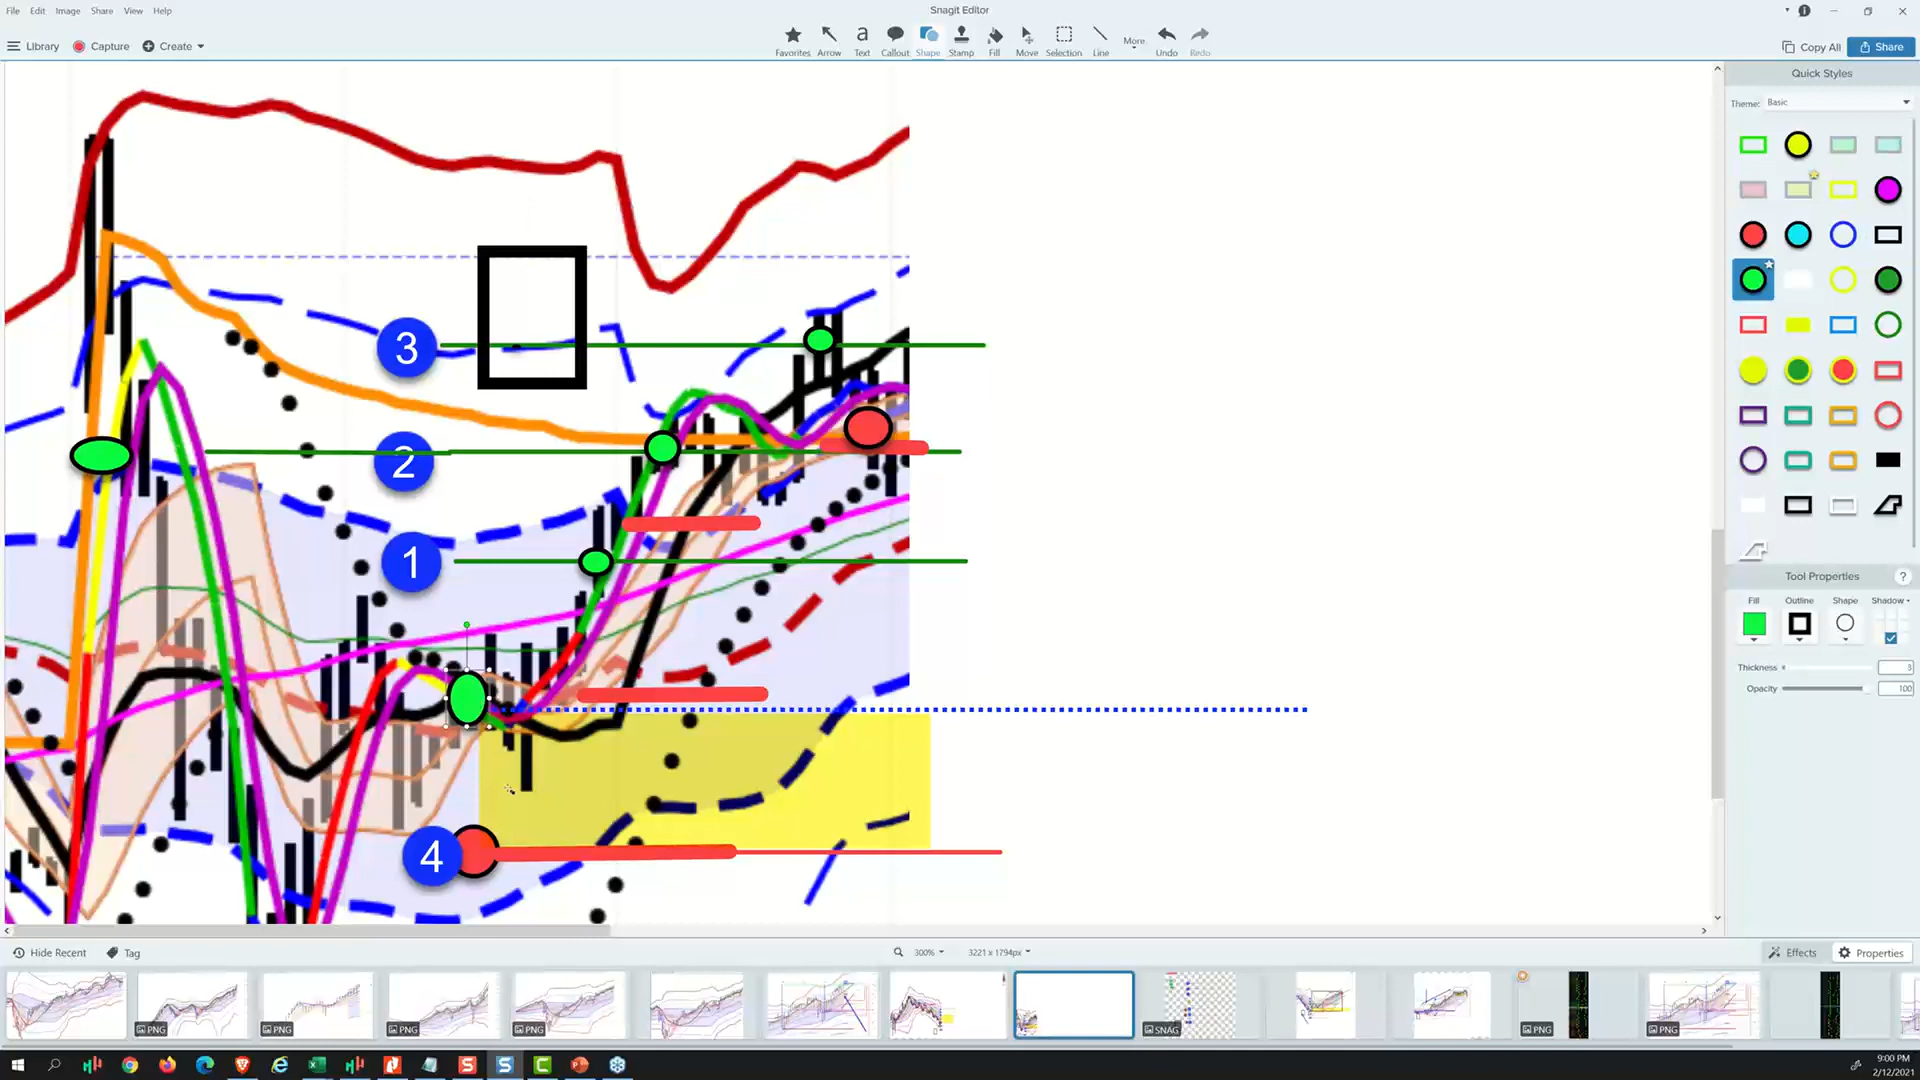 File Edit Image Share View Help
Snagit Editor
Library Capture Create
Favorites Arrow Text Callout Shape Stamp Fill Move Selection Line More Undo Redo
Copy All Share
Quick Styles
Theme: Basic
3
2
1
4
Tool Properties ?
Fill Outline Shape Shadow
Thickness 3
Opacity 100
Hide Recent Tag
300% 3221 x 1794px
Effects Properties
PNG PNG PNG PNG SNAG PNG PNG
9:00 PM
2/12/2021